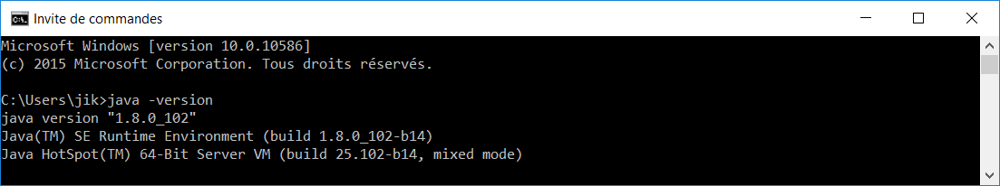 Invite de commandes
Microsoft Windows [version 10.0.10586]
(c) 2015 Microsoft Corporation. Tous droits réservés.
C:\Users\jik>java -version
java version "1.8.0_102"
Java(TM) SE Runtime Environment (build 1.8.0_102-b14)
Java HotSpot(TM) 64-Bit Server VM (build 25.102-b14, mixed mode)